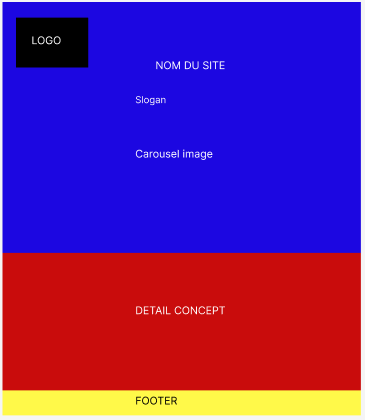 LOGO
NOM DU SITE
Slogan
Carousel image
DETAIL CONCEPT
FOOTER